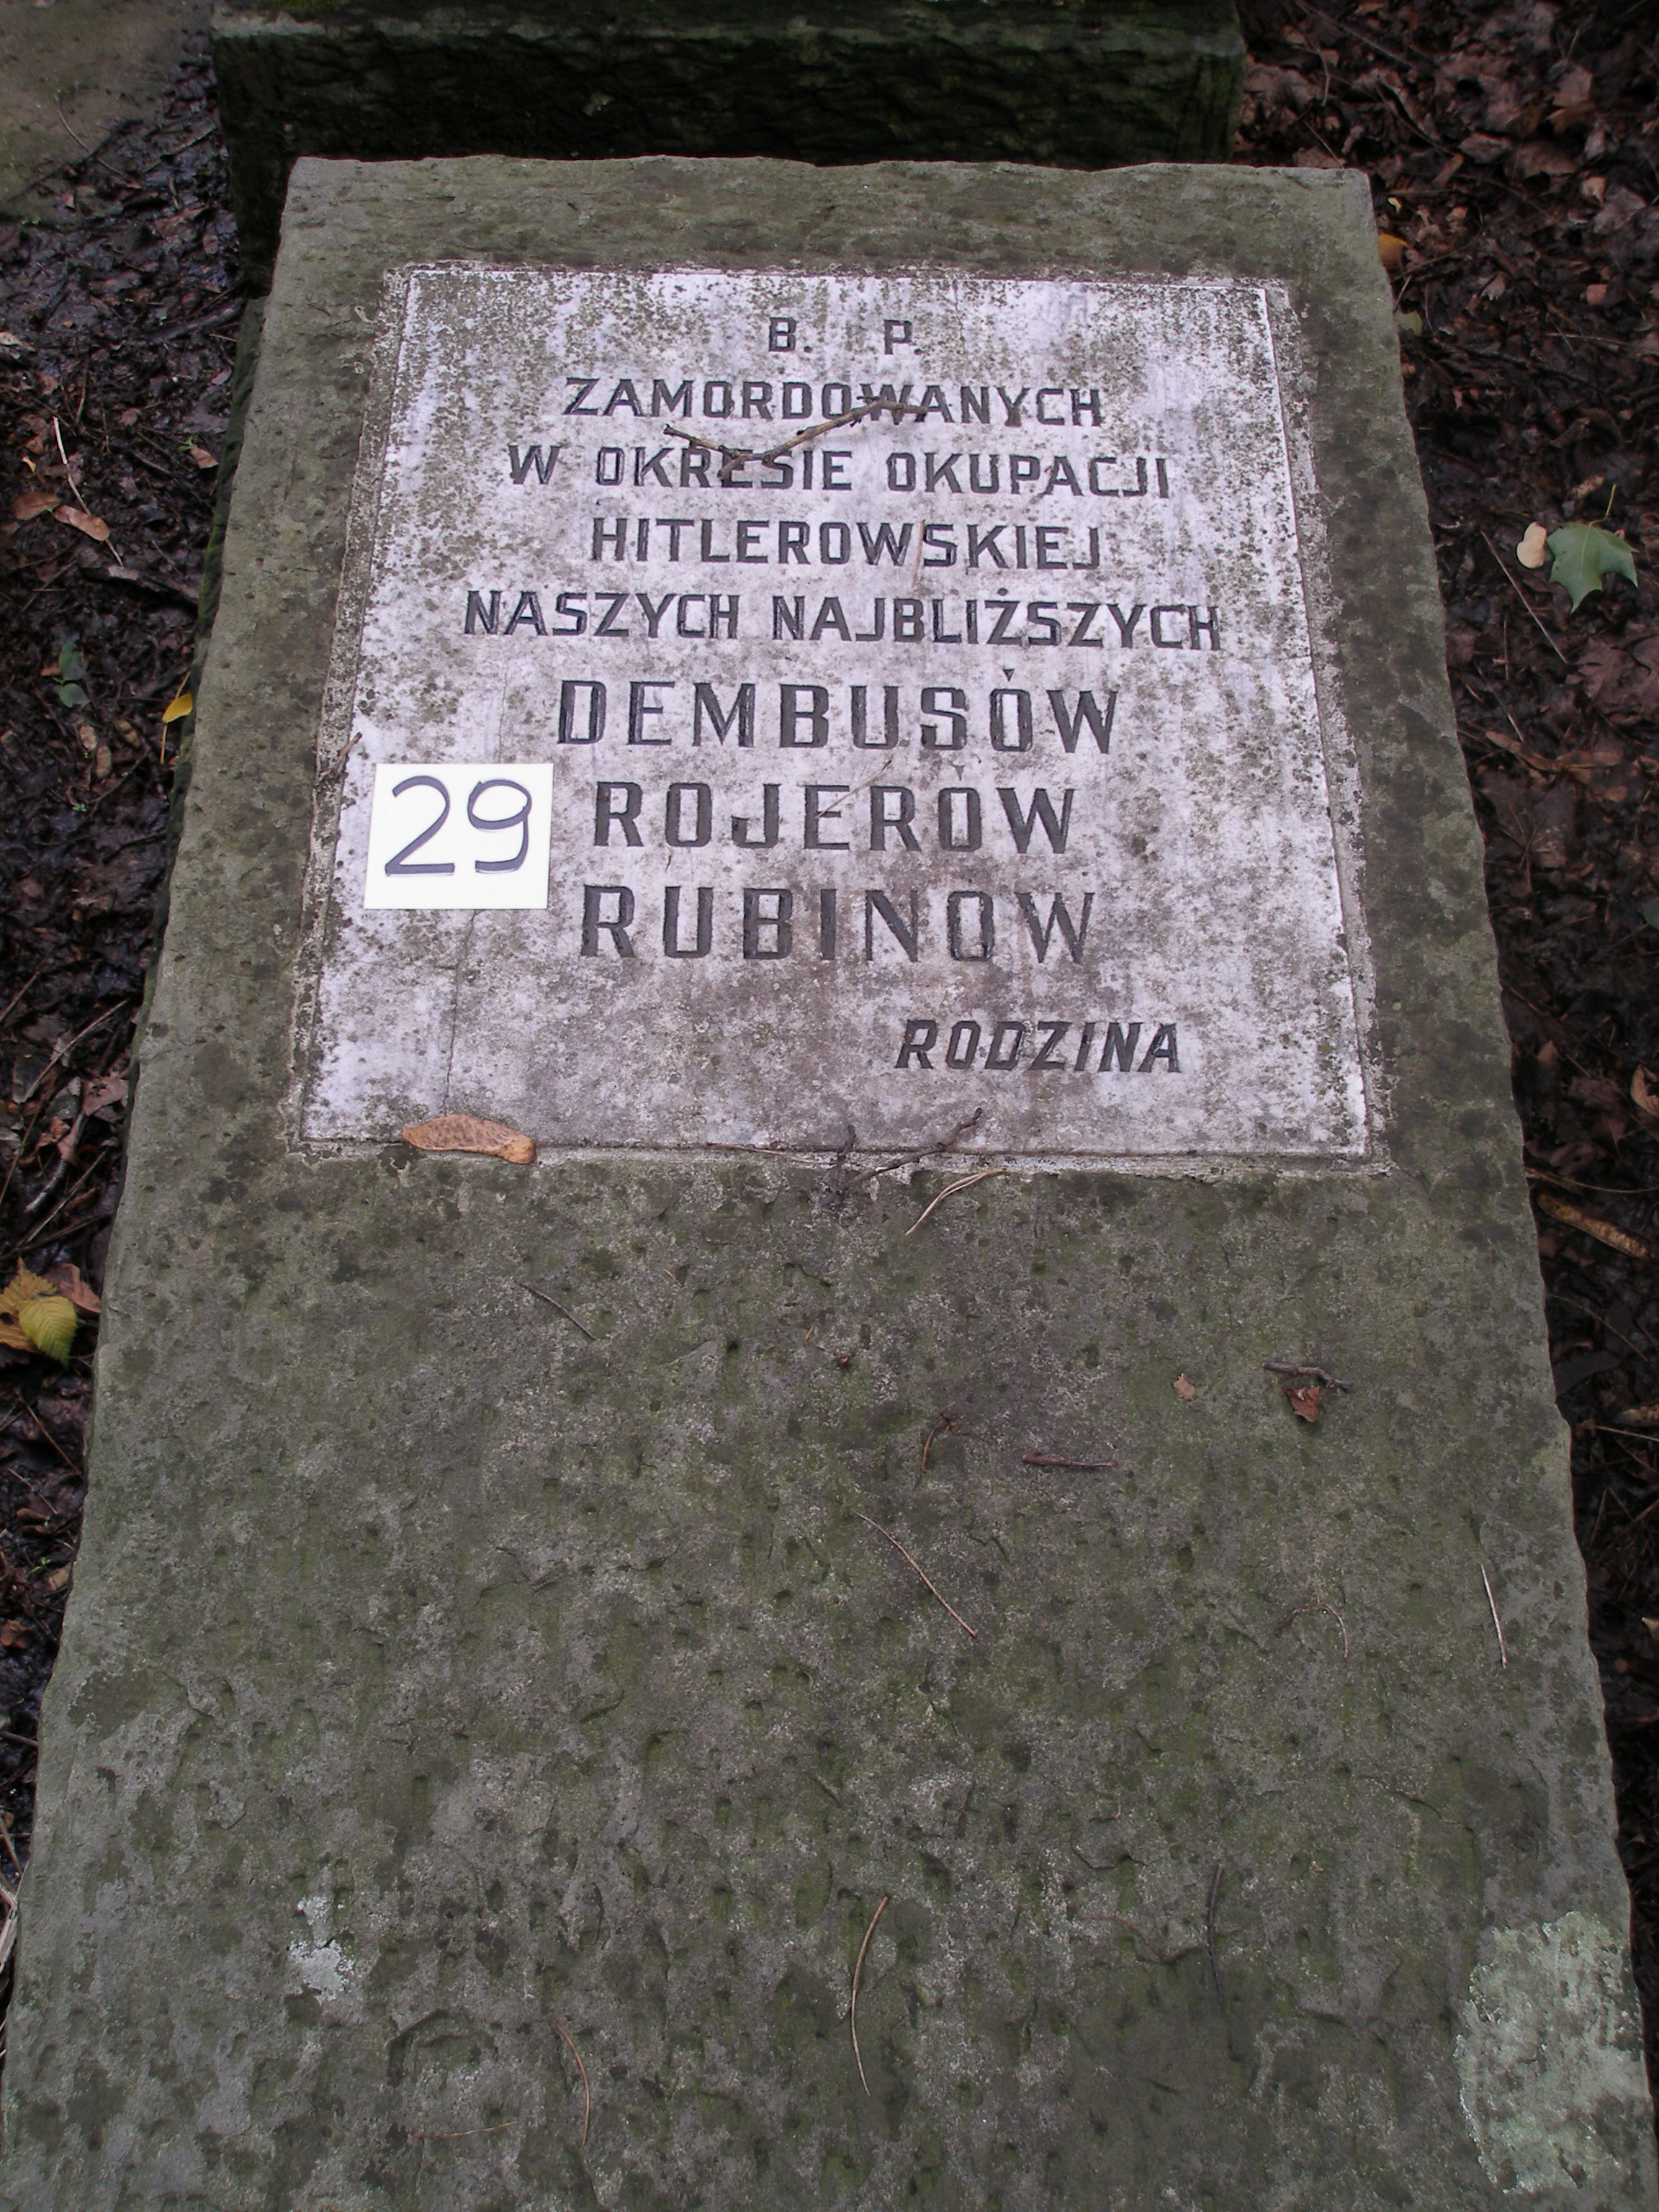 B. P.
ZAMORDOWANYCH
W OKRESIE OKUPACJI
HITLEROWSKIEJ
NASZYCH NAJBLIŻSZYCH
DEMBUSÓW
29
ROJERÓW
RUBINOW
RODZINA